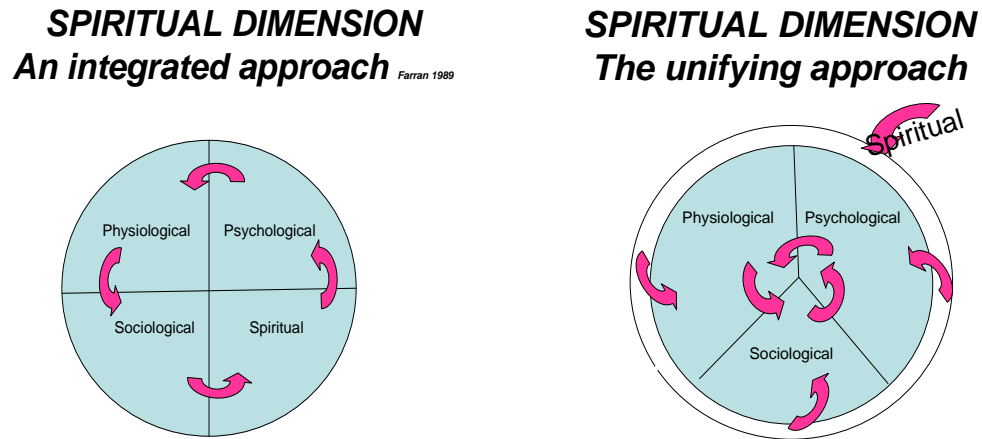 SPIRITUAL DIMENSION
An integrated approach Farran 1989
Physiological
Psychological
Sociological
Spiritual
SPIRITUAL DIMENSION
The unifying approach
Spiritual
Physiological
Psychological
Sociological